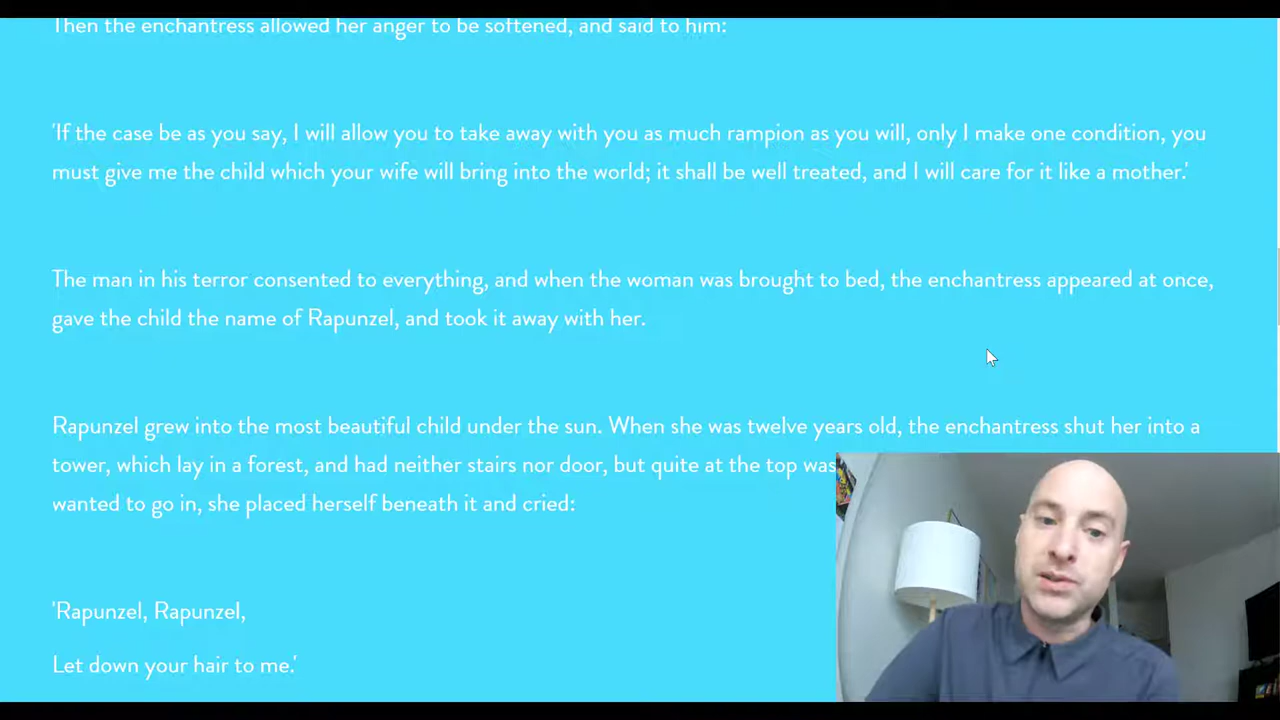 Then the enchantress allowed her anger to be softened, and said to him:
'If the case be as you say, I will allow you to take away with you as much rampion as you will, only I make one condition, you
must give me the child which your wife will bring into the world; it shall be well treated, and I will care for it like a mother.'
The man in his terror consented to everything, and when the woman was brought to bed, the enchantress appeared at once,
gave the child the name of Rapunzel, and took it away with her.
Rapunzel grew into the most beautiful child under the sun. When she was twelve years old, the enchantress shut her into a
tower, which lay in a forest, and had neither stairs nor door, but quite at the top was
wanted to go in, she placed herself beneath it and cried:
'Rapunzel, Rapunzel,
Let down your hair to me.'